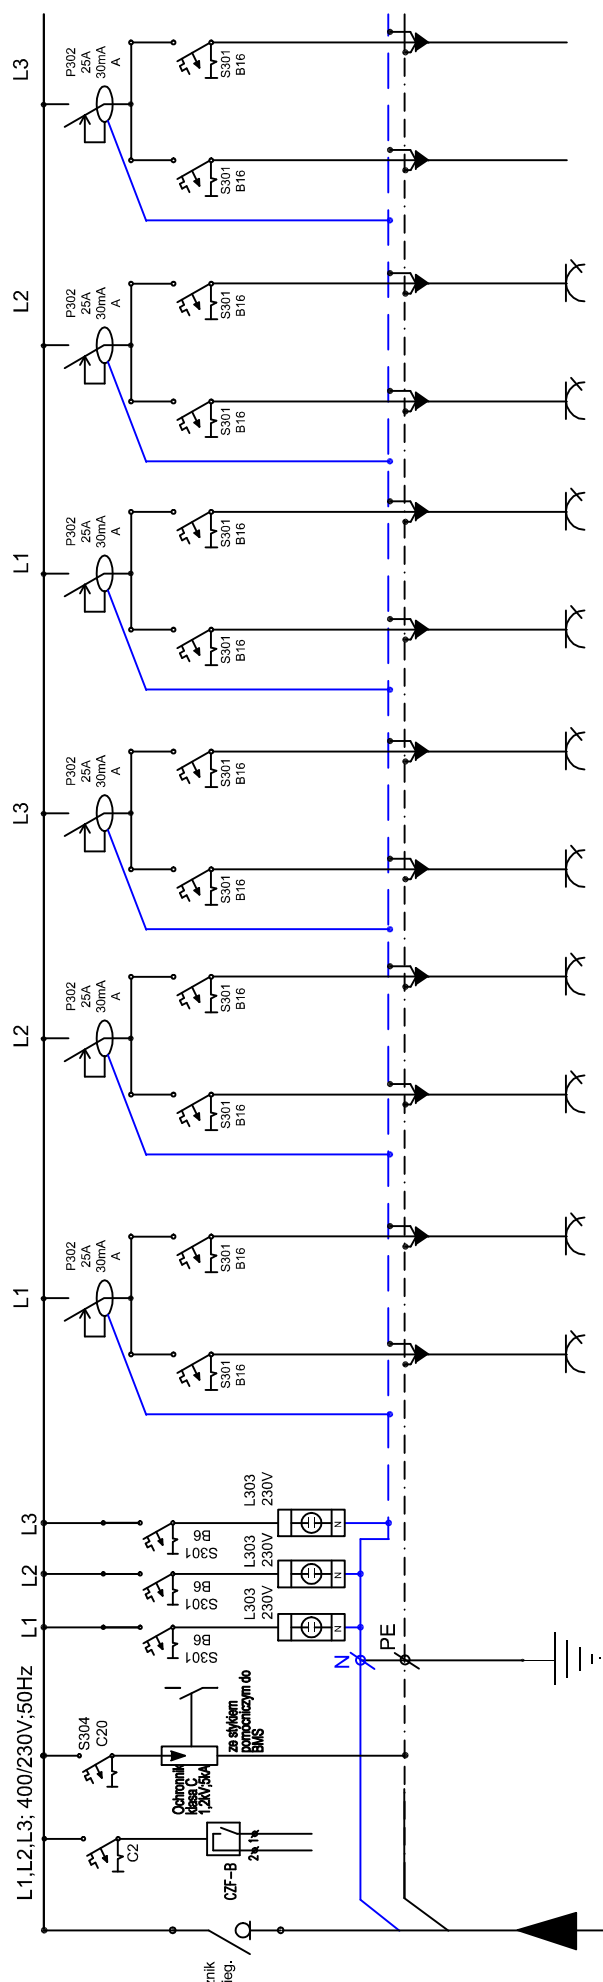 L1,L2,L3; 400/230V;50Hz
C2
CZF-B
1
2
S304
C20
Ochronnik
klasa C
1,2kV;5kA
ze stykiem
pomocniczym do
BMS
N
PE
L1
S301
B6
L303
230V
N
L2
S301
B6
L303
230V
N
L3
S301
B6
L303
230V
N
L1
P302
25A
30mA
A
S301
B16
S301
B16
L2
P302
25A
30mA
A
S301
B16
S301
B16
L3
P302
25A
30mA
A
S301
B16
S301
B16
L1
P302
25A
30mA
A
S301
B16
S301
B16
L2
P302
25A
30mA
A
S301
B16
S301
B16
L3
P302
25A
30mA
A
S301
B16
S301
B16